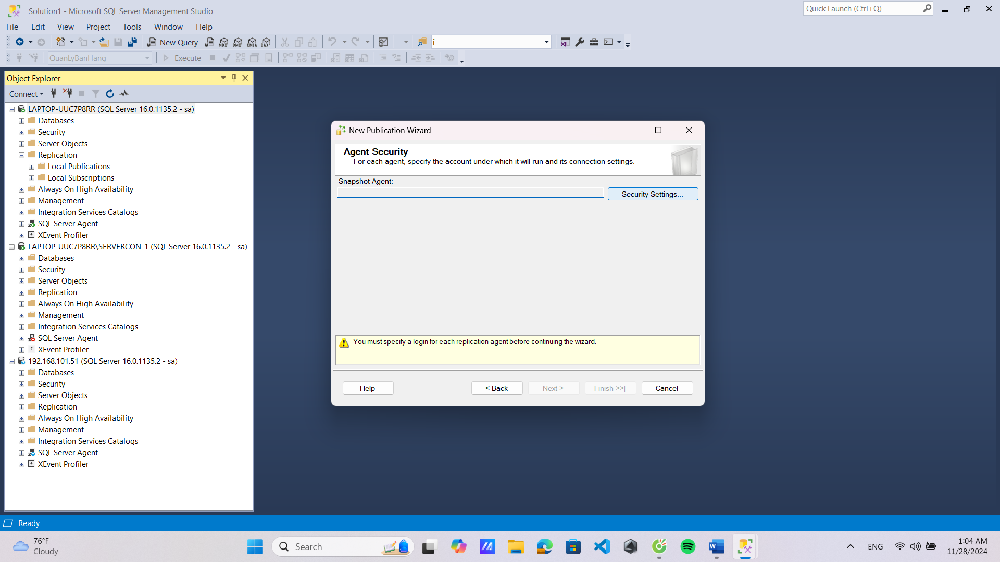 Solution1 - Microsoft SQL Server Management Studio
Quick Launch (Ctrl+Q)
File Edit View Project Tools Window Help
New Query MDX DMX XMLA DAX i
QuanLyBanHang Execute
Object Explorer
Connect
LAPTOP-UUC7P8RR (SQL Server 16.0.1135.2 - sa)
Databases
Security
Server Objects
Replication
Local Publications
Local Subscriptions
Always On High Availability
Management
Integration Services Catalogs
SQL Server Agent
XEvent Profiler
LAPTOP-UUC7P8RR\SERVERCON_1 (SQL Server 16.0.1135.2 - sa)
Databases
Security
Server Objects
Replication
Always On High Availability
Management
Integration Services Catalogs
SQL Server Agent
XEvent Profiler
192.168.101.51 (SQL Server 16.0.1135.2 - sa)
Databases
Security
Server Objects
Replication
Always On High Availability
Management
Integration Services Catalogs
SQL Server Agent
XEvent Profiler
New Publication Wizard
Agent Security
For each agent, specify the account under which it will run and its connection settings.
Snapshot Agent:
Security Settings...
You must specify a login for each replication agent before continuing the wizard.
Help < Back Next > Finish >>| Cancel
Ready
76°F
Cloudy
Search
ENG
1:04 AM
11/28/2024